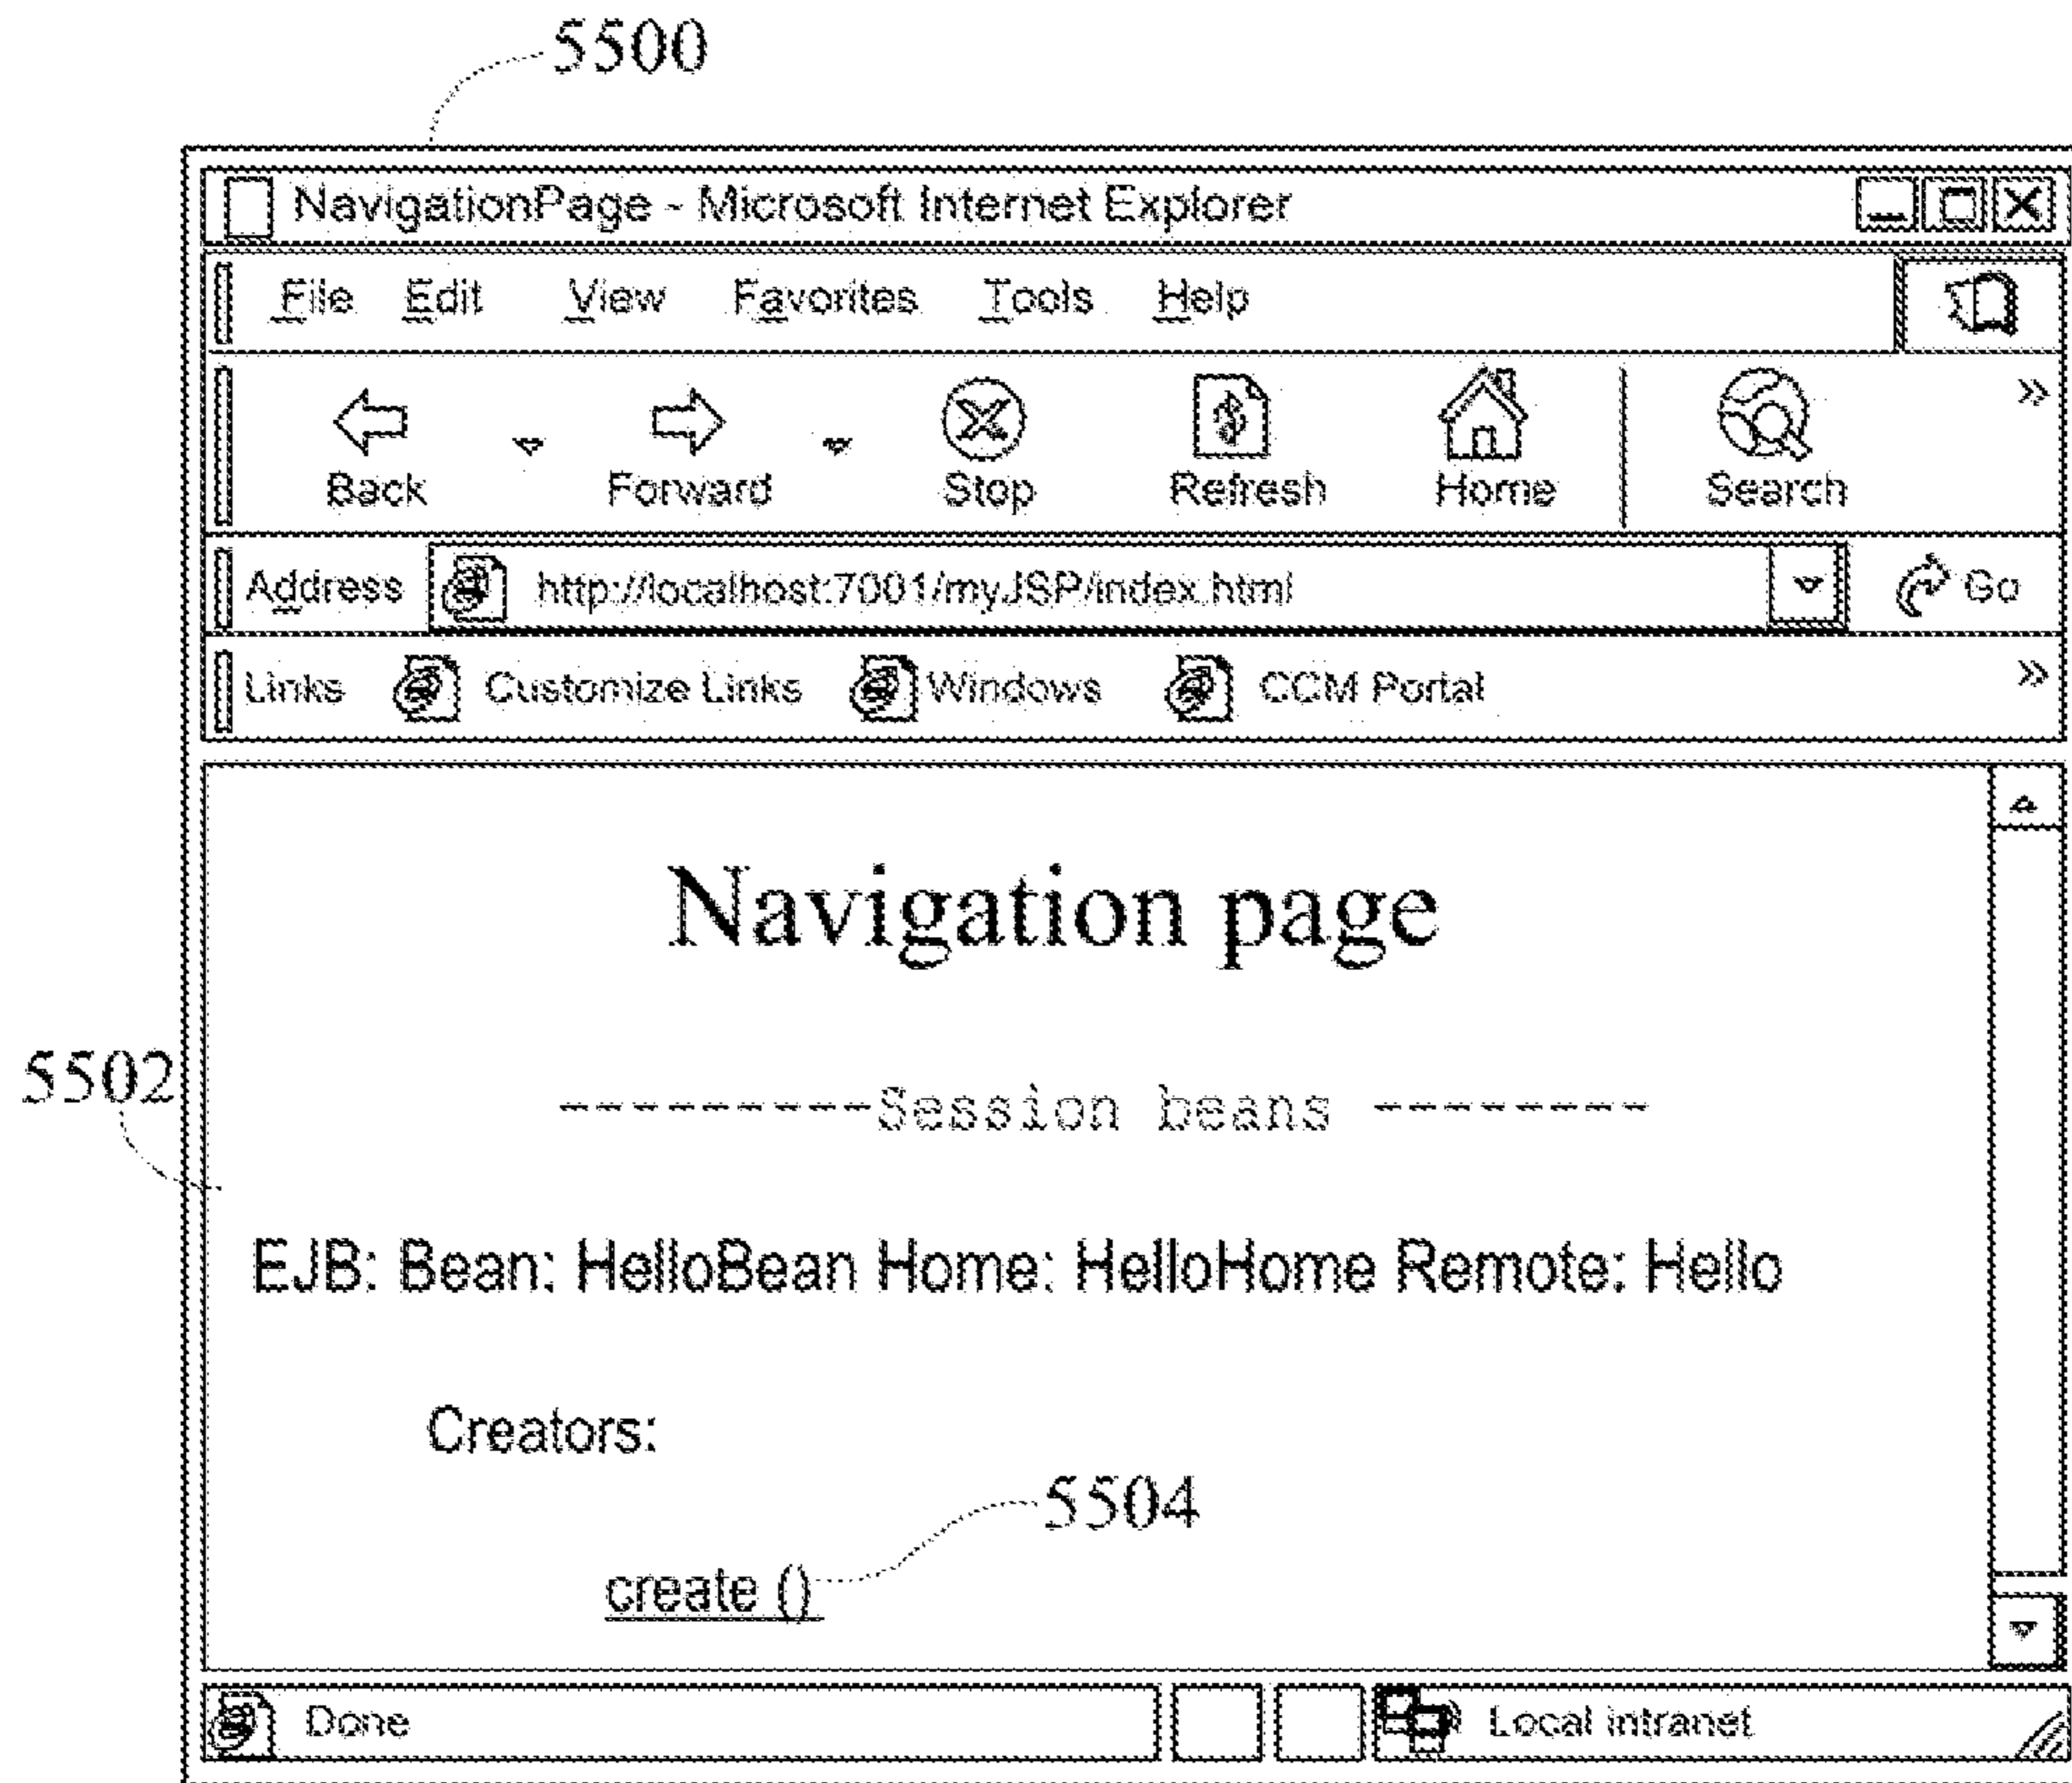 5500
NavigationPage - Microsoft Internet Explorer
File Edit View Favorites Tools Help
Back Forward Stop Refresh Home Search »
Address http://localhost:7001/myJSP/index.html Go
Links Customize Links Windows CCM Portal »
Navigation page
5502
---------Session beans --------
EJB: Bean: HelloBean Home: HelloHome Remote: Hello
Creators:
5504
create ()
Done Local intranet